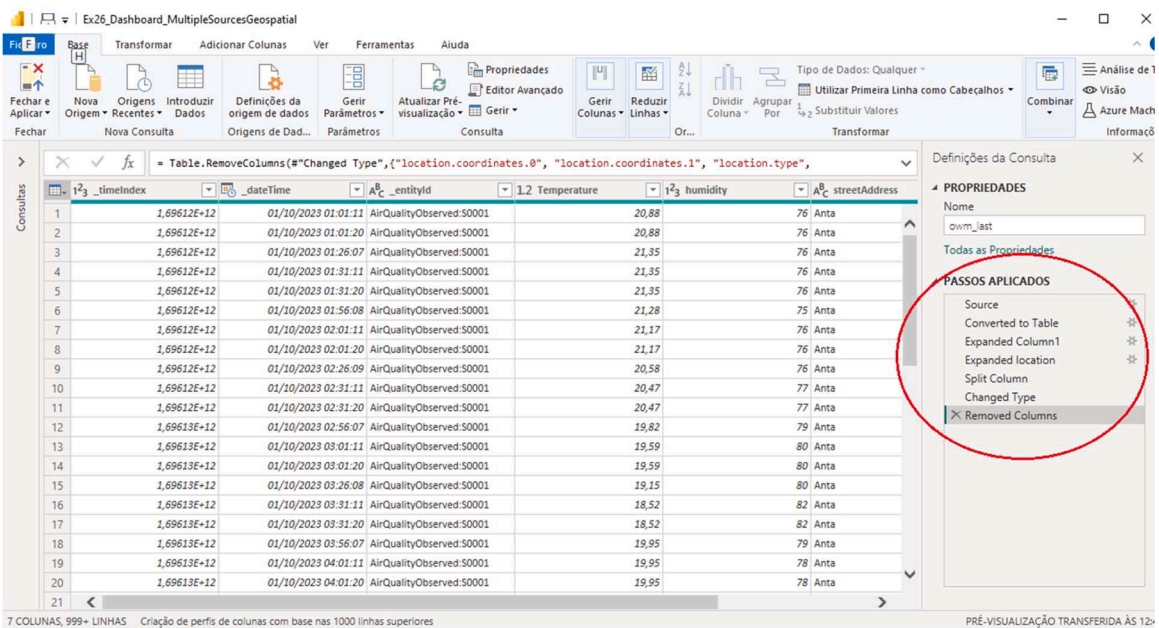 Ex26_Dashboard_MultipleSourcesGeospatial
Ficheiro F Base H Transformar Adicionar Colunas Ver Ferramentas Ajuda
Fechar e Aplicar
Nova Origem
Origens Recentes
Introduzir Dados
Definições da origem de dados
Gerir Parâmetros
Atualizar Pré-visualização
Propriedades
Editor Avançado
Gerir
Gerir Colunas
Reduzir Linhas
Dividir Coluna
Agrupar Por
Tipo de Dados: Qualquer
Utilizar Primeira Linha como Cabeçalhos
1 2 Substituir Valores
Combinar
Análise de T
Visão
Azure Mach
Fechar Nova Consulta Origens de Dad... Parâmetros Consulta Or... Transformar Informaçõ
Consultas
fx = Table.RemoveColumns(#"Changed Type",{"location.coordinates.0", "location.coordinates.1", "location.type",
123 _timeIndex _dateTime ABC _entityId 1.2 Temperature 123 humidity ABC streetAddress
1 1,69612E+12 01/10/2023 01:01:11 AirQualityObserved:S0001 20,88 76 Anta
2 1,69612E+12 01/10/2023 01:01:20 AirQualityObserved:S0001 20,88 76 Anta
3 1,69612E+12 01/10/2023 01:26:07 AirQualityObserved:S0001 21,35 76 Anta
4 1,69612E+12 01/10/2023 01:31:11 AirQualityObserved:S0001 21,35 76 Anta
5 1,69612E+12 01/10/2023 01:31:20 AirQualityObserved:S0001 21,35 76 Anta
6 1,69612E+12 01/10/2023 01:56:08 AirQualityObserved:S0001 21,28 75 Anta
7 1,69612E+12 01/10/2023 02:01:11 AirQualityObserved:S0001 21,17 76 Anta
8 1,69612E+12 01/10/2023 02:01:20 AirQualityObserved:S0001 21,17 76 Anta
9 1,69612E+12 01/10/2023 02:26:09 AirQualityObserved:S0001 20,58 76 Anta
10 1,69612E+12 01/10/2023 02:31:11 AirQualityObserved:S0001 20,47 77 Anta
11 1,69612E+12 01/10/2023 02:31:20 AirQualityObserved:S0001 20,47 77 Anta
12 1,69613E+12 01/10/2023 02:56:07 AirQualityObserved:S0001 19,82 79 Anta
13 1,69613E+12 01/10/2023 03:01:11 AirQualityObserved:S0001 19,59 80 Anta
14 1,69613E+12 01/10/2023 03:01:20 AirQualityObserved:S0001 19,59 80 Anta
15 1,69613E+12 01/10/2023 03:26:08 AirQualityObserved:S0001 19,15 80 Anta
16 1,69613E+12 01/10/2023 03:31:11 AirQualityObserved:S0001 18,52 82 Anta
17 1,69613E+12 01/10/2023 03:31:20 AirQualityObserved:S0001 18,52 82 Anta
18 1,69613E+12 01/10/2023 03:56:07 AirQualityObserved:S0001 19,95 79 Anta
19 1,69613E+12 01/10/2023 04:01:11 AirQualityObserved:S0001 19,95 78 Anta
20 1,69613E+12 01/10/2023 04:01:20 AirQualityObserved:S0001 19,95 78 Anta
21
Definições da Consulta
PROPRIEDADES
Nome
owm_last
Todas as Propriedades
PASSOS APLICADOS
Source
Converted to Table
Expanded Column1
Expanded location
Split Column
Changed Type
Removed Columns
7 COLUNAS, 999+ LINHAS Criação de perfis de colunas com base nas 1000 linhas superiores PRÉ-VISUALIZAÇÃO TRANSFERIDA ÀS 12:4